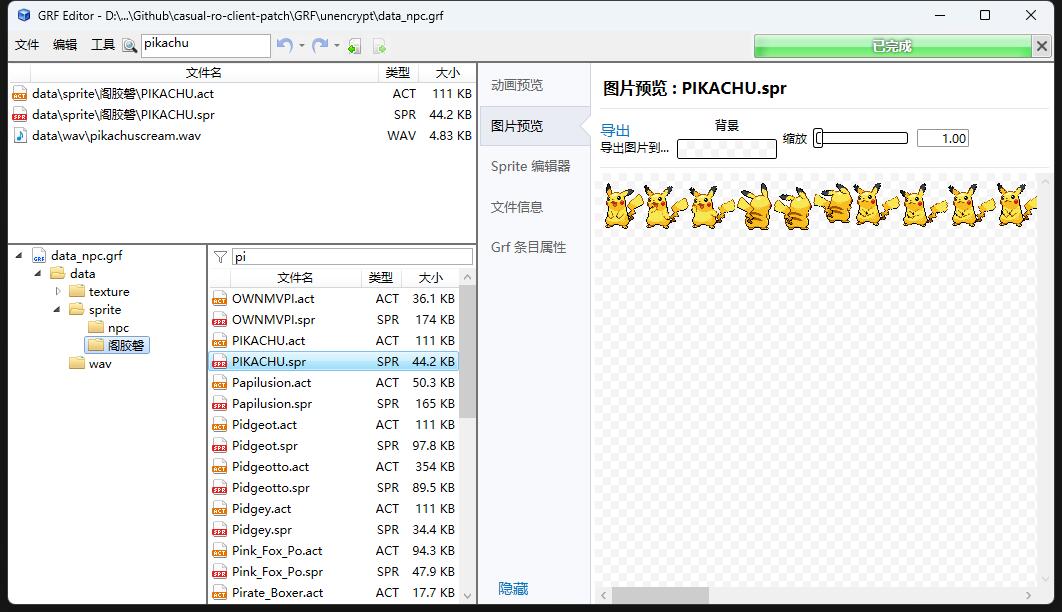 GRF Editor - D:\...\Github\casual-ro-client-patch\GRF\unencrypt\data_npc.grf
文件 编辑 工具 pikachu 已完成
文件名 类型 大小
data\sprite\阁胶磐\PIKACHU.act ACT 111 KB
data\sprite\阁胶磐\PIKACHU.spr SPR 44.2 KB
data\wav\pikachuscream.wav WAV 4.83 KB
data_npc.grf
data
texture
sprite
npc
阁胶磐
wav
pi
文件名 类型 大小
OWNMVPI.act ACT 36.1 KB
OWNMVPI.spr SPR 174 KB
PIKACHU.act ACT 111 KB
PIKACHU.spr SPR 44.2 KB
Papilusion.act ACT 50.3 KB
Papilusion.spr SPR 165 KB
Pidgeot.act ACT 111 KB
Pidgeot.spr SPR 97.8 KB
Pidgeotto.act ACT 354 KB
Pidgeotto.spr SPR 89.5 KB
Pidgey.act ACT 111 KB
Pidgey.spr SPR 34.4 KB
Pink_Fox_Po.act ACT 94.3 KB
Pink_Fox_Po.spr SPR 47.9 KB
Pirate_Boxer.act ACT 17.7 KB
动画预览
图片预览
Sprite 编辑器
文件信息
Grf 条目属性
隐藏
图片预览 : PIKACHU.spr
导出
导出图片到...
背景
缩放 1.00